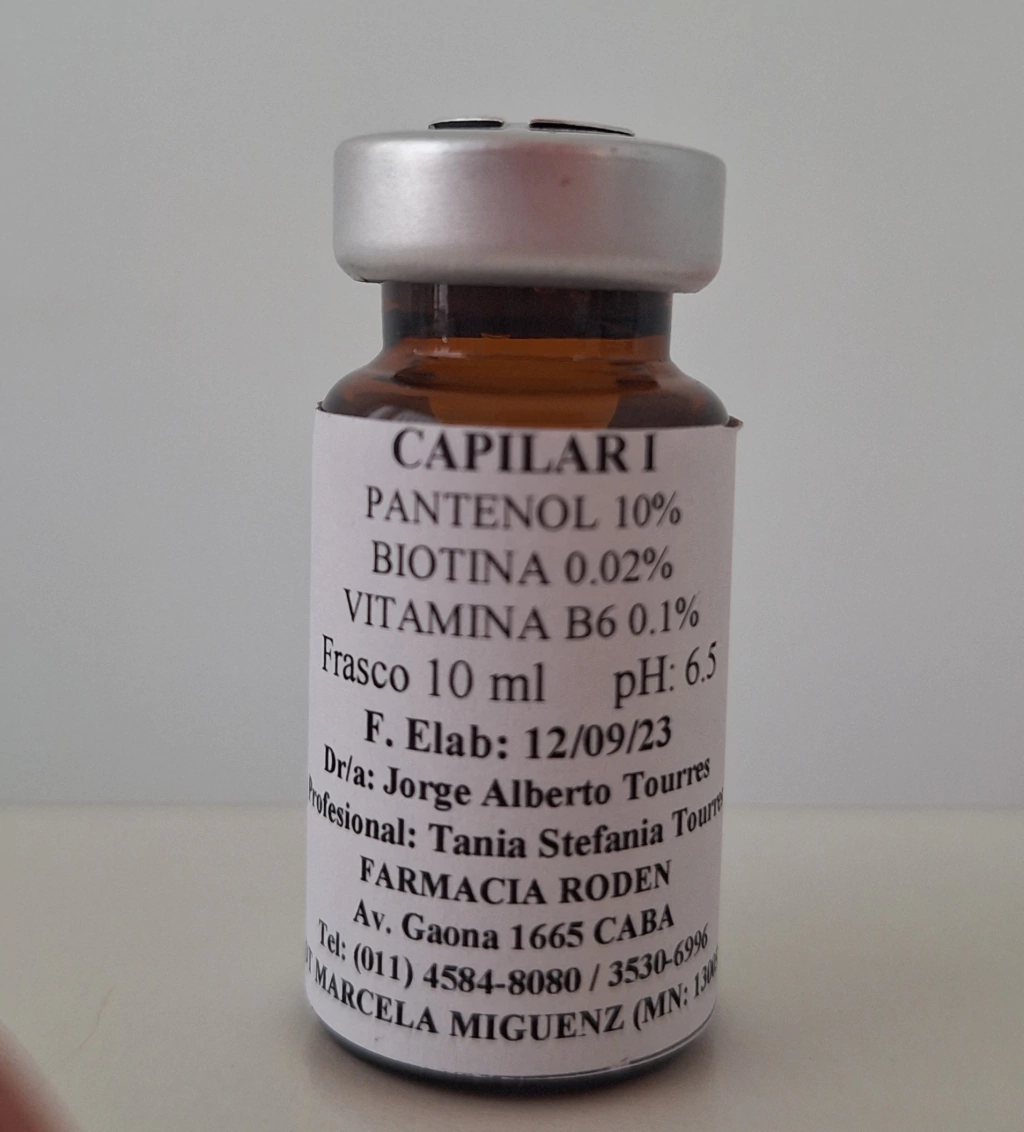 CAPILAR I
PANTENOL 10%
BIOTINA 0.02%
VITAMINA B6 0.1%
Frasco 10 ml pH: 6.5
F. Elab: 12/09/23
Dr/a: Jorge Alberto Tourres
Profesional: Tania Stefania Tourres
FARMACIA RODEN
Av. Gaona 1665 CABA
Tel: (011) 4584-8080 / 3530-6996
MARCELA MIGUENZ (MN: